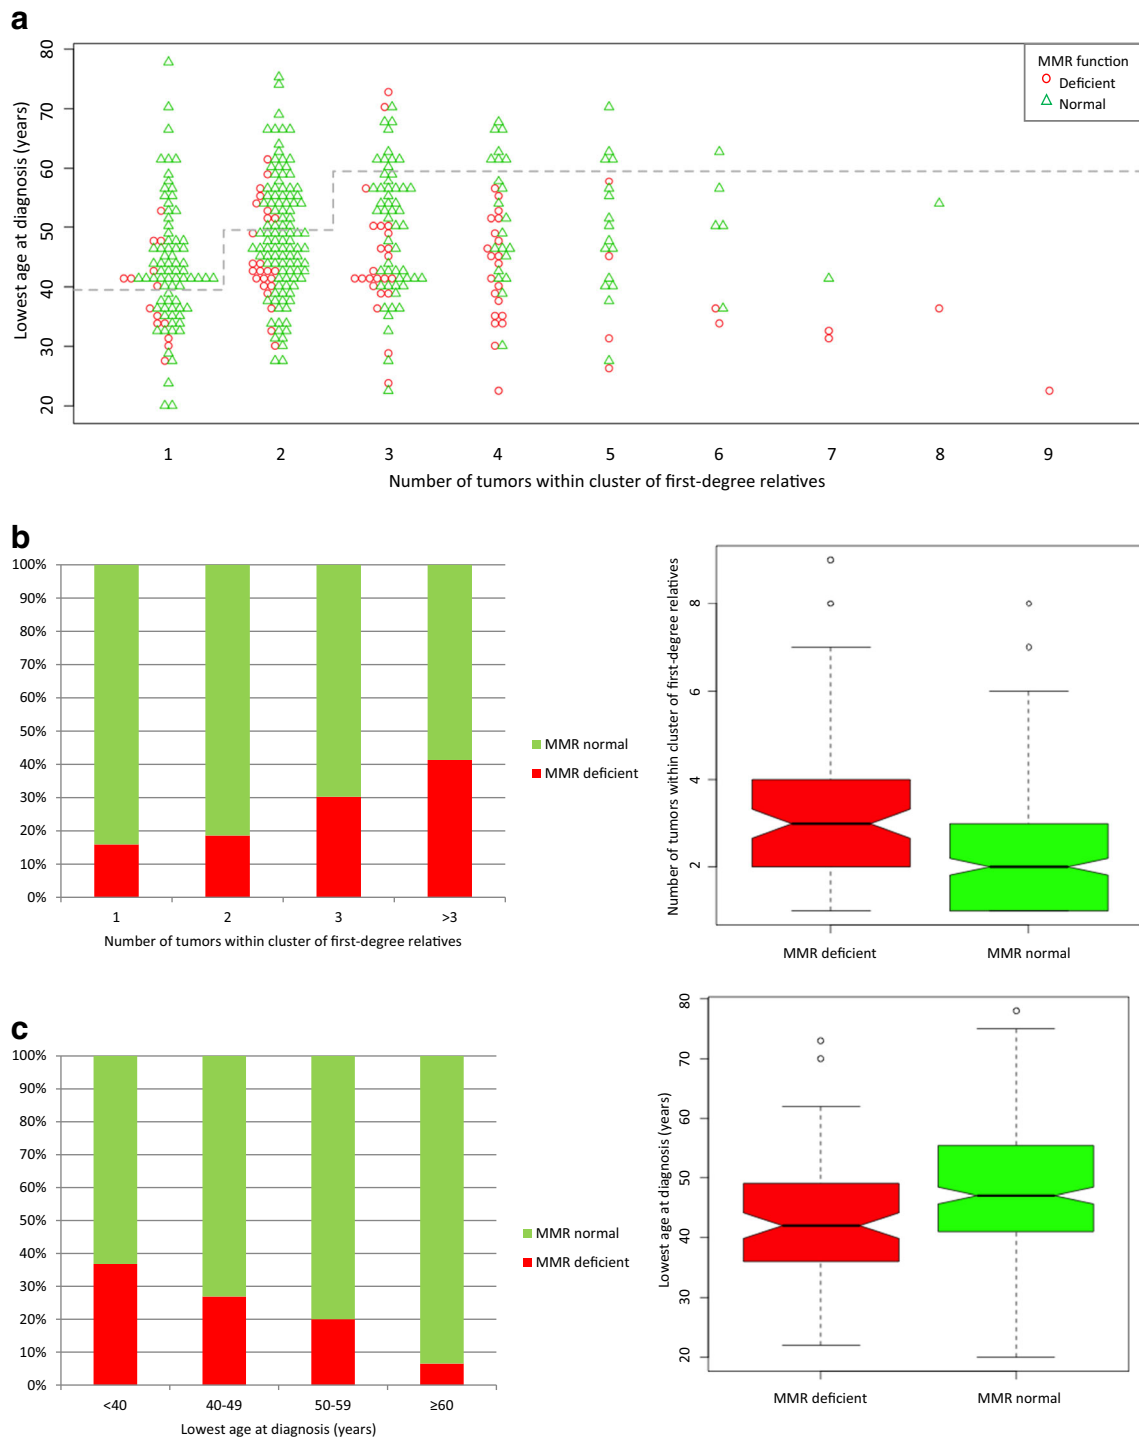 a
80
70
60
50
40
30
20
Lowest age at diagnosis (years)
MMR function
Deficient
Normal
1 2 3 4 5 6 7 8 9
Number of tumors within cluster of first-degree relatives
b
100%
90%
80%
70%
60%
50%
40%
30%
20%
10%
0%
1 2 3 >3
Number of tumors within cluster of first-degree relatives
MMR normal
MMR deficient
Number of tumors within cluster of first-degree relatives
8
6
4
2
MMR deficient MMR normal
c
100%
90%
80%
70%
60%
50%
40%
30%
20%
10%
0%
<40 40-49 50-59 ≥60
Lowest age at diagnosis (years)
MMR normal
MMR deficient
Lowest age at diagnosis (years)
80
70
60
50
40
30
20
MMR deficient MMR normal